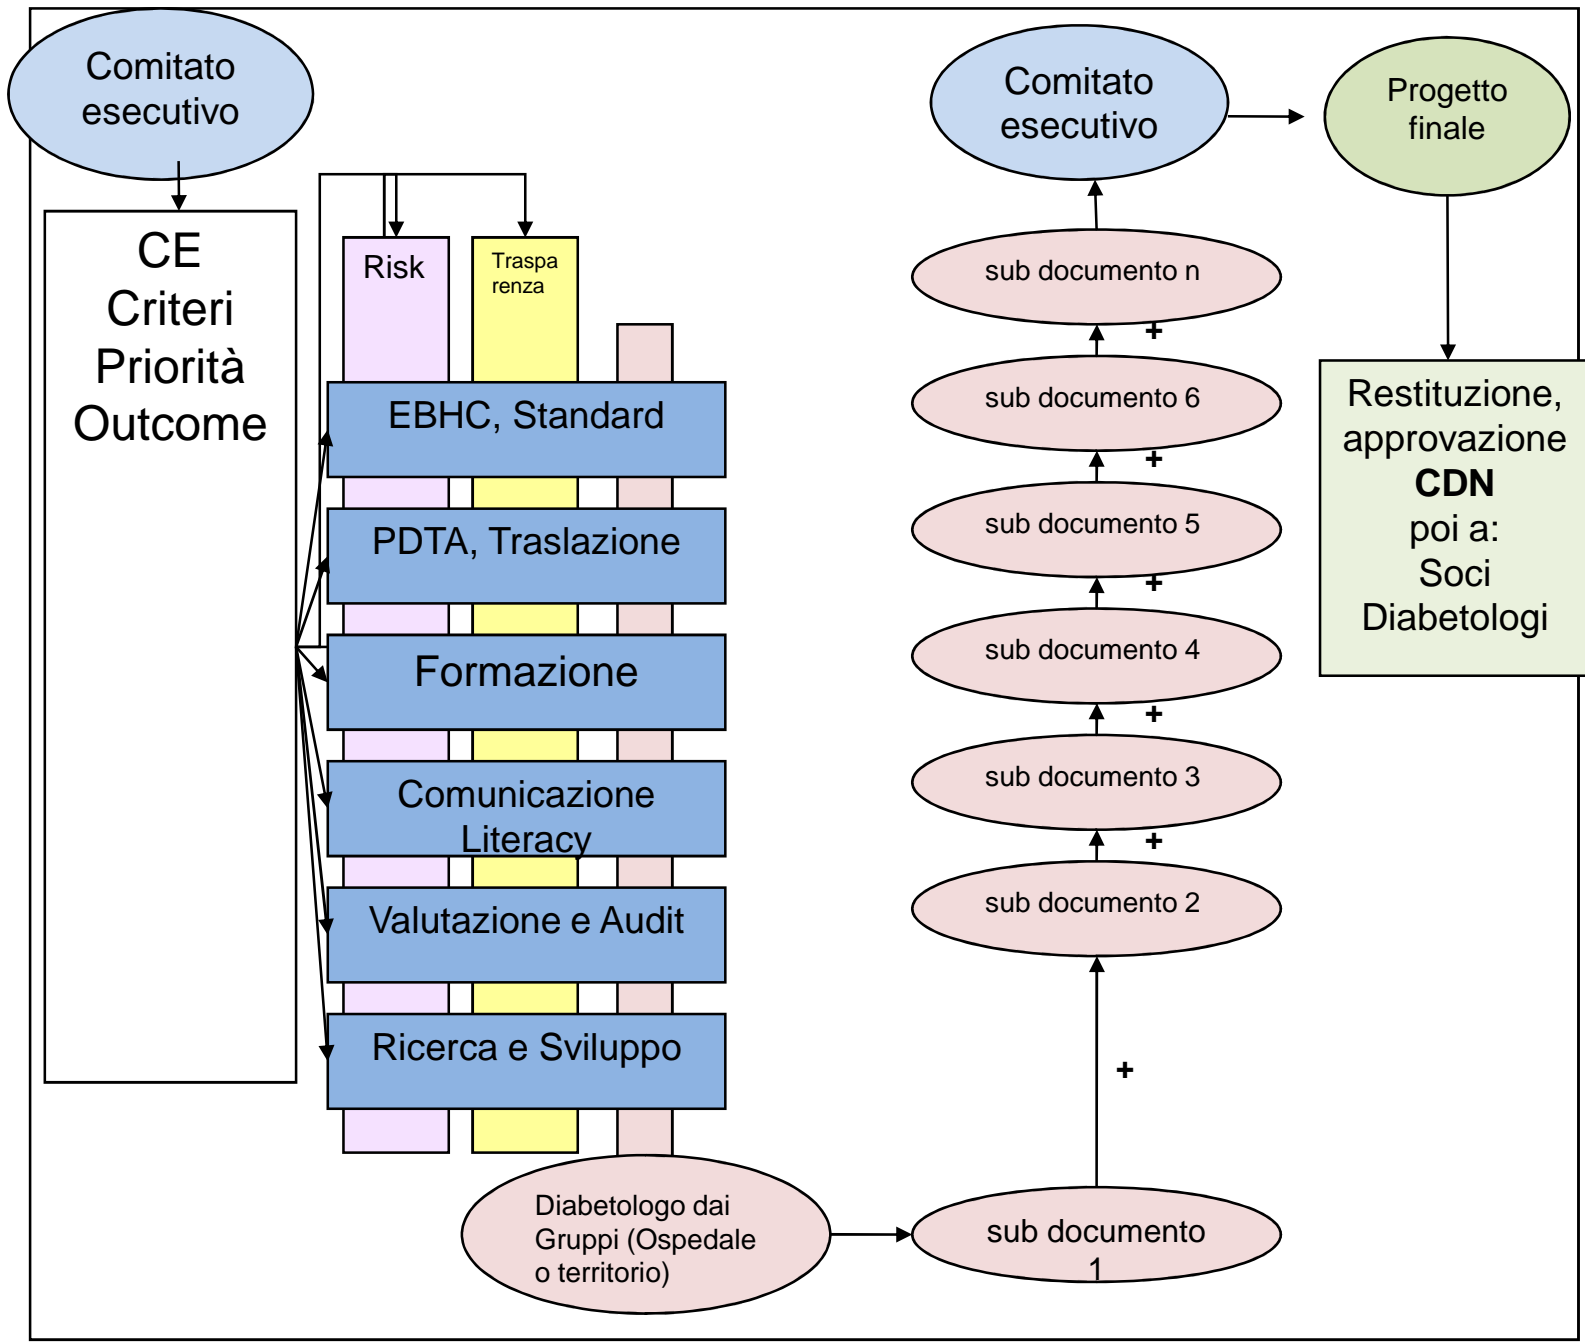 Comitato
esecutivo
CE
Criteri
Priorità
Outcome
Risk
Traspa
renza
EBHC, Standard
PDTA, Traslazione
Formazione
Comunicazione
Literacy
Valutazione e Audit
Ricerca e Sviluppo
Diabetologo dai
Gruppi (Ospedale
o territorio)
sub documento
1
+
sub documento 2
+
sub documento 3
+
sub documento 4
+
sub documento 5
+
sub documento 6
+
sub documento n
Comitato
esecutivo
Progetto
finale
Restituzione,
approvazione
CDN
poi a:
Soci
Diabetologi